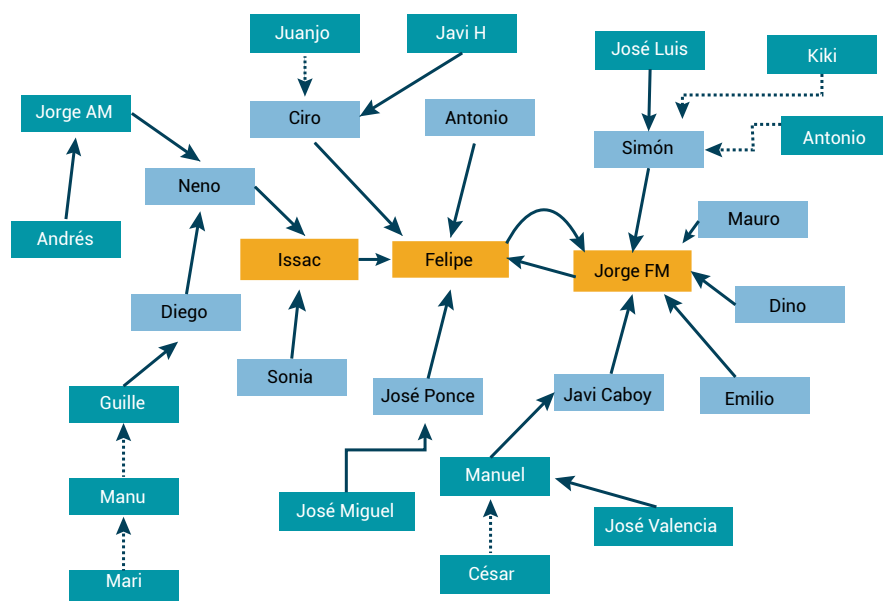 Juanjo
Javi H
José Luis
Kiki
Jorge AM
Ciro
Antonio
Simón
Antonio
Neno
Andrés
Mauro
Issac
Felipe
Jorge FM
Diego
Dino
Sonia
José Ponce
Javi Caboy
Emilio
Guille
Manu
Manuel
José Miguel
José Valencia
Mari
César